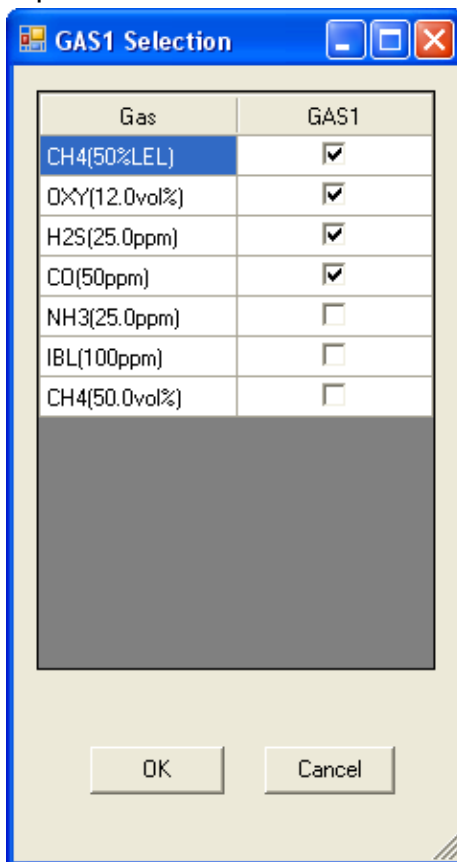 GAS1 Selection
Gas GAS1
CH4(50%LEL)
OXY(12.0vol%)
H2S(25.0ppm)
CO(50ppm)
NH3(25.0ppm)
IBL(100ppm)
CH4(50.0vol%)
OK Cancel